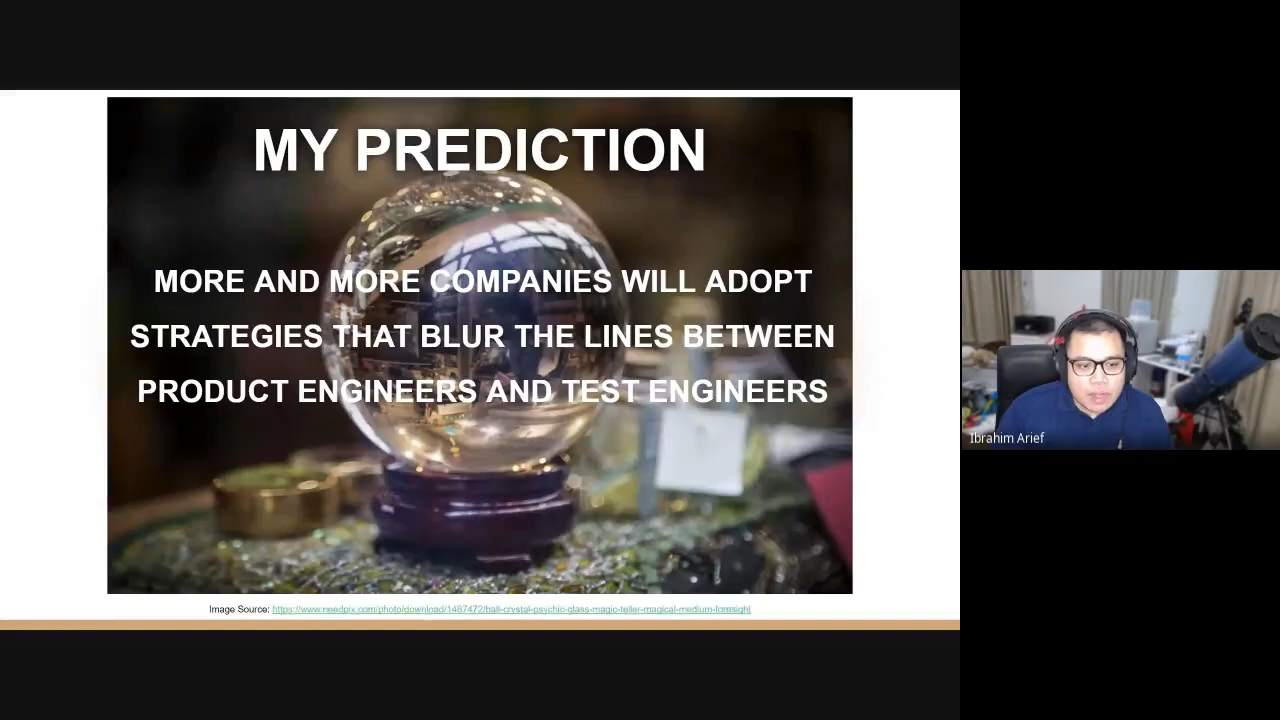 MY PREDICTION
MORE AND MORE COMPANIES WILL ADOPT
STRATEGIES THAT BLUR THE LINES BETWEEN
PRODUCT ENGINEERS AND TEST ENGINEERS
Image Source: https://www.needpix.com/photo/download/1487472/ball-crystal-psychic-glass-magic-teller-magical-medium-foresight
Ibrahim Arief